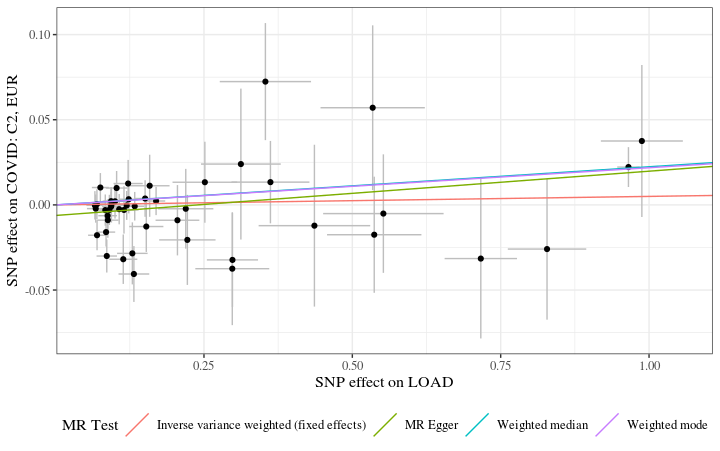 SNP effect on COVID: C2, EUR
0.10
0.05
0.00
-0.05
0.25
0.50
0.75
1.00
SNP effect on LOAD
MR Test
Inverse variance weighted (fixed effects)
MR Egger
Weighted median
Weighted mode